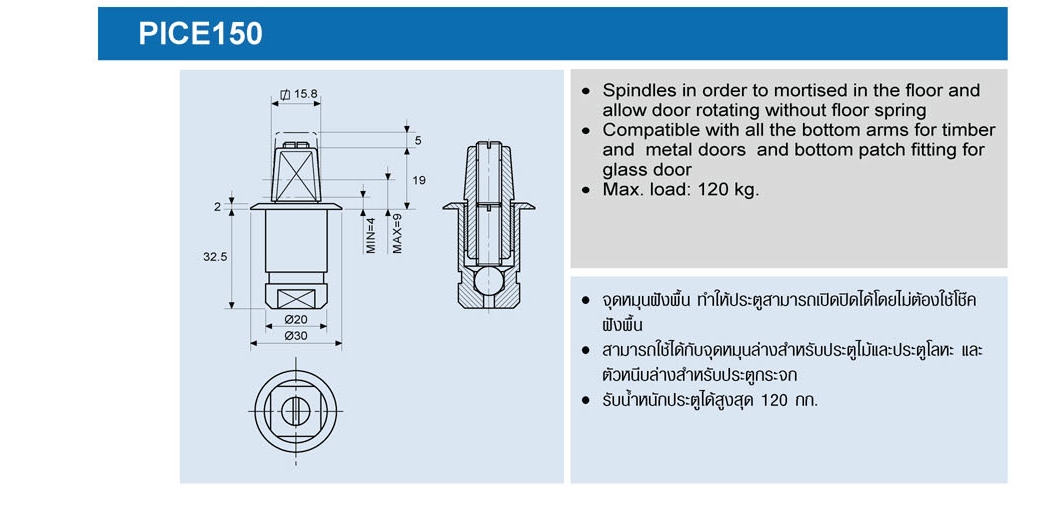 PICE150
15.8
5
19
2
MIN=4
MAX=9
32.5
Ø20
Ø30
• Spindles in order to mortised in the floor and
allow door rotating without floor spring
• Compatible with all the bottom arms for timber
and metal doors and bottom patch fitting for
glass door
• Max. load: 120 kg.
• จุดหมุนฝังพื้น ทำให้ประตูสามารถเปิดปิดได้โดยไม่ต้องใช้โช๊ค
ฝังพื้น
• สามารถใช้ได้กับจุดหมุนล่างสำหรับประตูไม้และประตูโลหะ และ
ตัวหนีบล่างสำหรับประตูกระจก
• รับน้ำหนักประตูได้สูงสุด 120 กก.